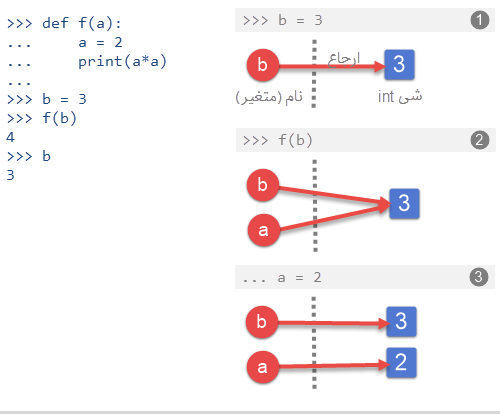 >>> def f(a):
...     a = 2
...     print(a*a)
...
>>> b = 3
>>> f(b)
4
>>> b
3
>>> b = 3
1
b
ارجاع
3
نام (متغیر)
شی int
>>> f(b)
2
b
3
a
... a = 2
3
b
3
a
2